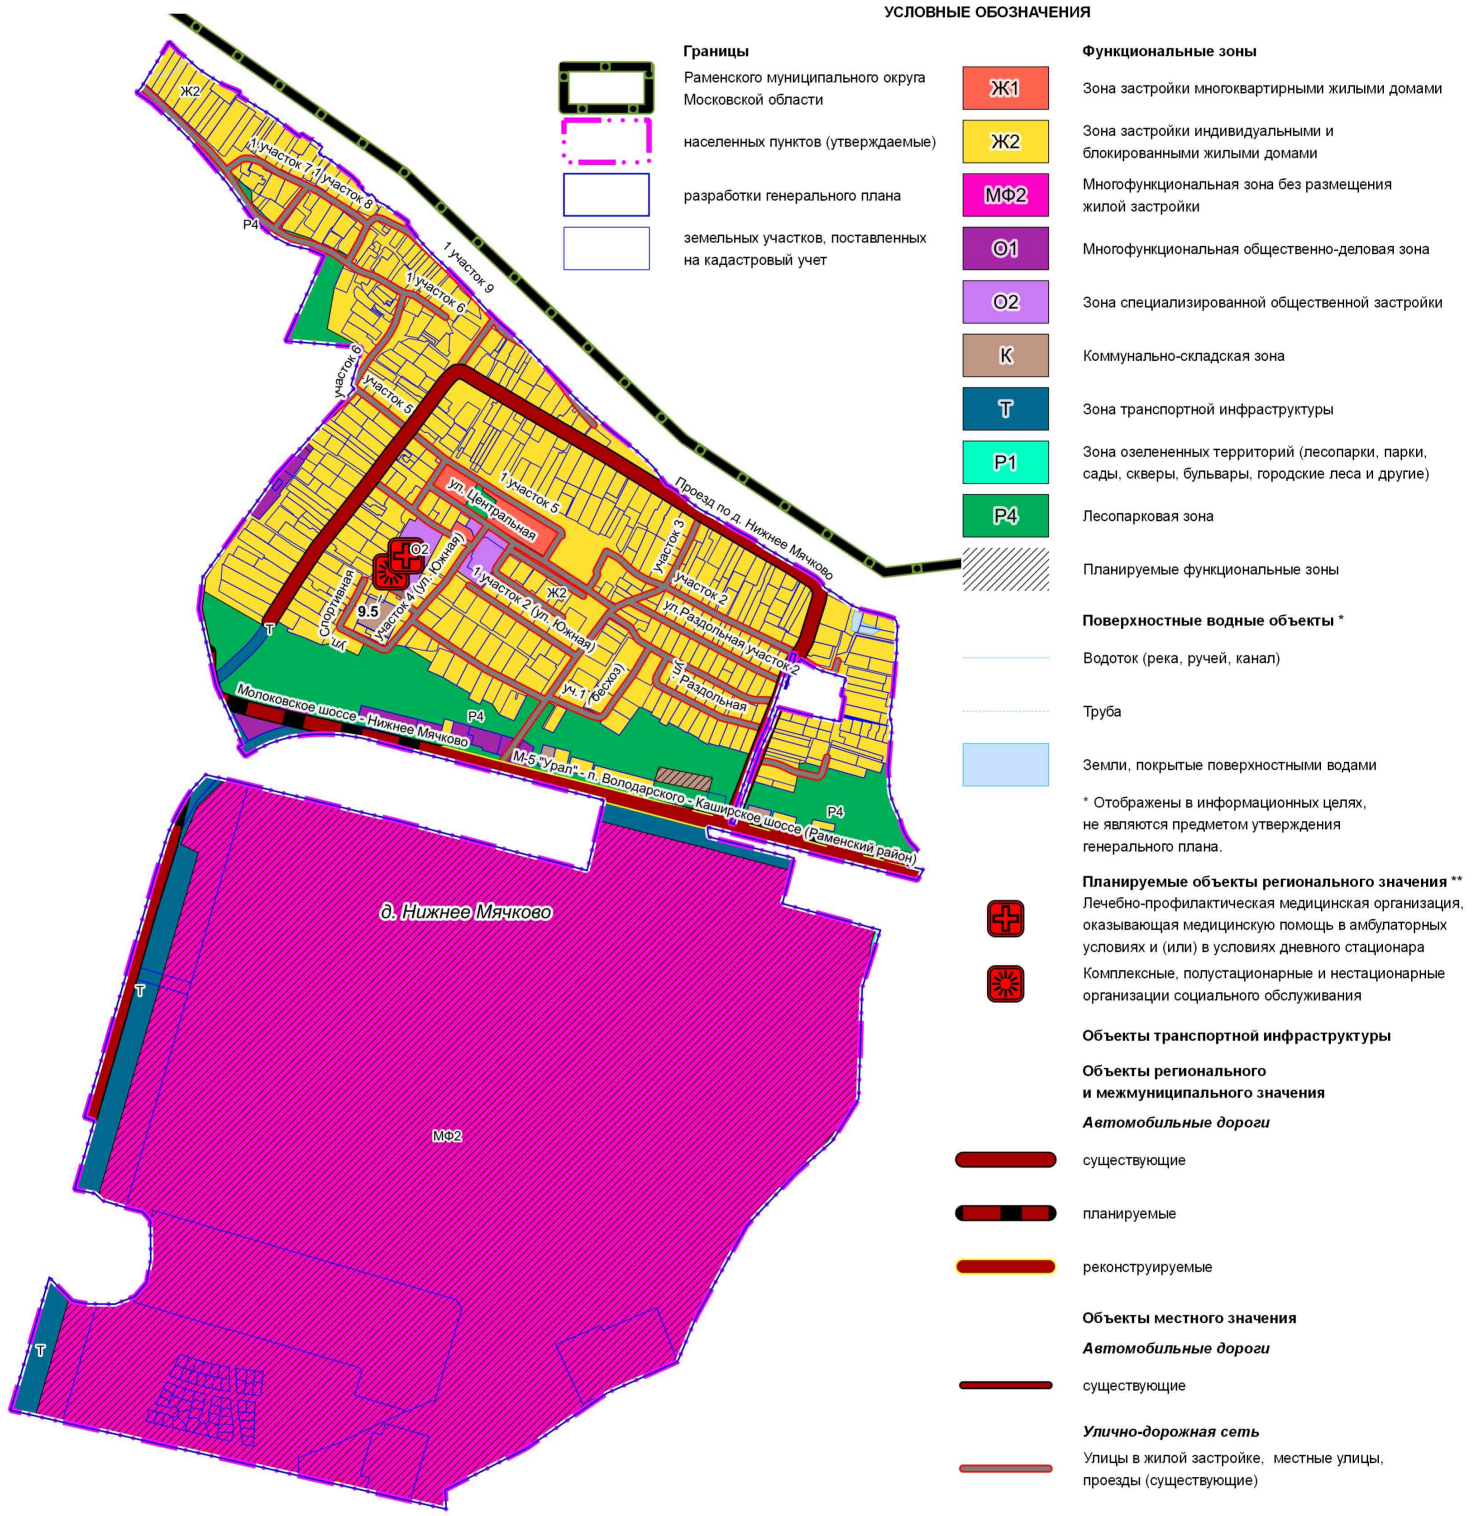 УСЛОВНЫЕ ОБОЗНАЧЕНИЯ
Границы
Раменского муниципального округа
Московской области
населенных пунктов (утверждаемые)
разработки генерального плана
земельных участков, поставленных
на кадастровый учет
Функциональные зоны
Ж1
Зона застройки многоквартирными жилыми домами
Ж2
Зона застройки индивидуальными и
блокированными жилыми домами
МФ2
Многофункциональная зона без размещения
жилой застройки
О1
Многофункциональная общественно-деловая зона
О2
Зона специализированной общественной застройки
К
Коммунально-складская зона
Т
Зона транспортной инфраструктуры
Р1
Зона озелененных территорий (лесопарки, парки,
сады, скверы, бульвары, городские леса и другие)
Р4
Лесопарковая зона
Планируемые функциональные зоны
Поверхностные водные объекты *
Водоток (река, ручей, канал)
Труба
Земли, покрытые поверхностными водами
* Отображены в информационных целях,
не являются предметом утверждения
генерального плана.
Планируемые объекты регионального значения **
Лечебно-профилактическая медицинская организация,
оказывающая медицинскую помощь в амбулаторных
условиях и (или) в условиях дневного стационара
Комплексные, полустационарные и нестационарные
организации социального обслуживания
Объекты транспортной инфраструктуры
Объекты регионального
и межмуниципального значения
Автомобильные дороги
существующие
планируемые
реконструируемые
Объекты местного значения
Автомобильные дороги
существующие
Улично-дорожная сеть
Улицы в жилой застройке,  местные улицы,
проезды (существующие)
Ж2
1 участок 7
1 участок 8
Р4
1 участок 9
1 участок 6
участок 6
участок 5
1 участок 5
ул. Центральная
Проезд по д. Нижнее Мячково
участок 3
О2
участок 2
Ж2
1 участок 2 (ул. Южная)
участок 4 (ул. Южная)
9.5
ул. Спортивная
ул.Раздольная участок-2
Т
уч.1 (бесхоз)
ул. Раздольная
Молоковское шоссе - Нижнее Мячково
Р4
М-5 "Урал" - п. Володарского - Каширское шоссе (Раменский район)
Р4
д. Нижнее Мячково
Т
МФ2
Т